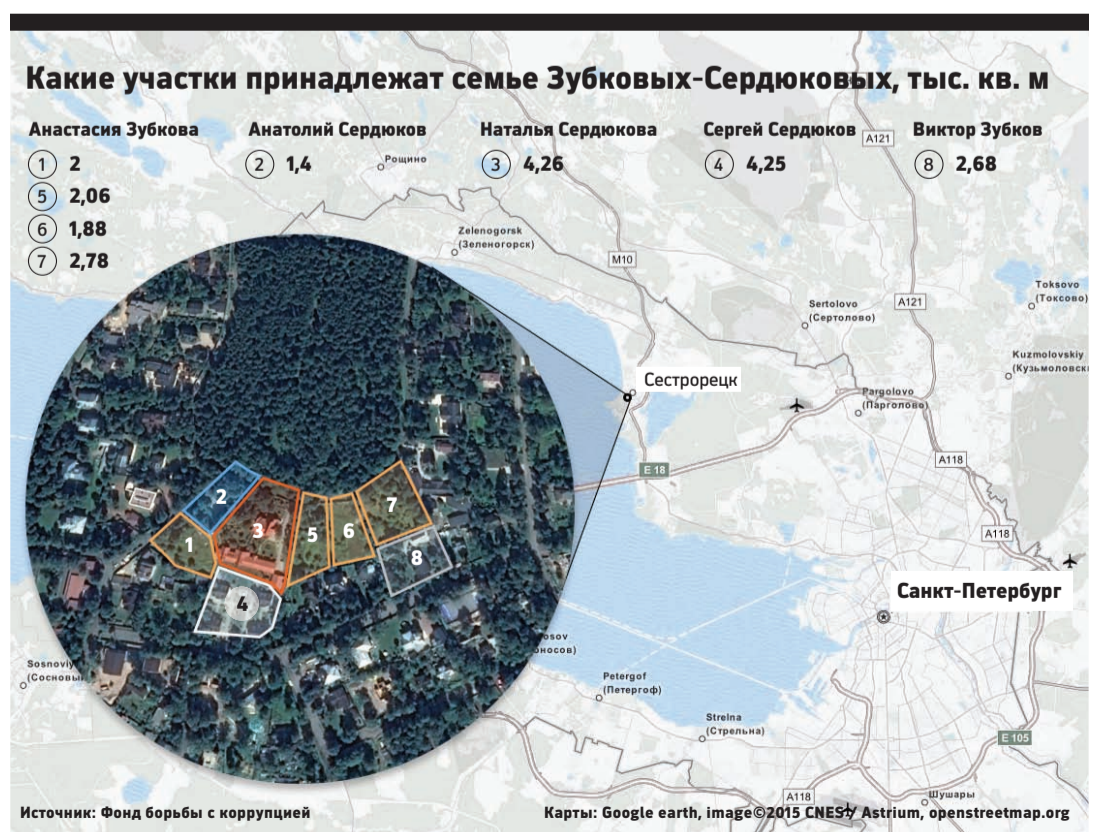 Какие участки принадлежат семье Зубковых-Сердюковых, тыс. кв. м
Анастасия Зубкова
1 2
5 2,06
6 1,88
7 2,78
Анатолий Сердюков
2 1,4
Наталья Сердюкова
3 4,26
Сергей Сердюков
4 4,25
Виктор Зубков
8 2,68
A121
Рощино
Zelenogorsk
(Зеленогорск)
M10
A121
Toksovo
(Токсово)
Sertolovo
(Сертолово)
Kuzmolovskiy
(Кузьмоловск
Сестрорецк
Pargolovo
(Парголово)
E 18
A118
A118
1
2
3
4
5
6
7
8
Санкт-Петербург
osov
оносов)
Sosnoviy
(Сосновы
Petergof
(Петергоф)
Strelna
(Стрельна)
E 105
A118
Шушары
Источник: Фонд борьбы с коррупцией
Карты: Google earth, image©2015 CNES/ Astrium, openstreetmap.org